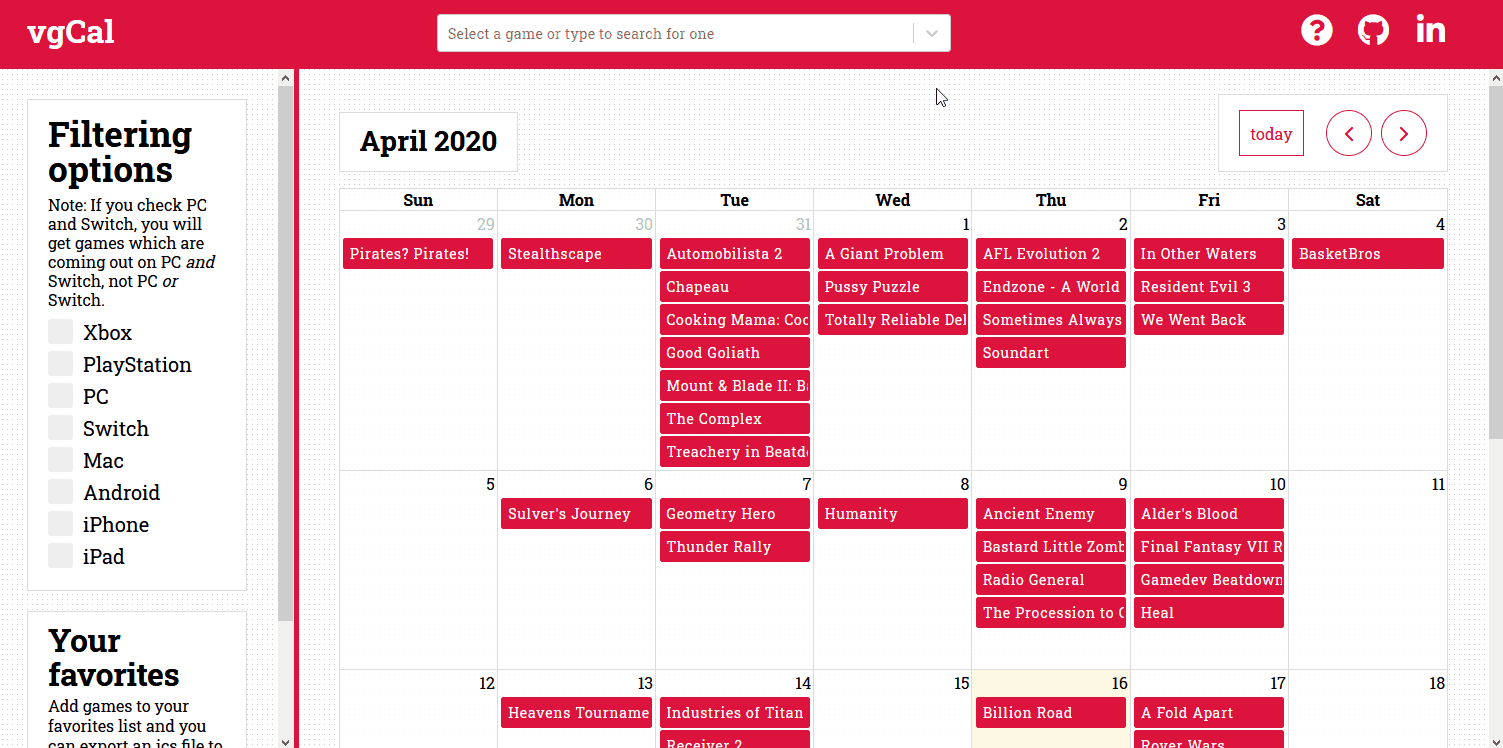 vgCal
Select a game or type to search for one
in
Filtering
options
Note: If you check PC
and Switch, you will
get games which are
coming out on PC and
Switch, not PC or
Switch.
Xbox
PlayStation
PC
Switch
Mac
Android
iPhone
iPad
Your
favorites
Add games to your
favorites list and you
can export an ics file to
April 2020
today
Sun Mon Tue Wed Thu Fri Sat
29 30 31 1 2 3 4
Pirates? Pirates! Stealthscape Automobilista 2 A Giant Problem AFL Evolution 2 In Other Waters BasketBros
Chapeau Pussy Puzzle Endzone - A World Resident Evil 3
Cooking Mama: Coo Totally Reliable Del Sometimes Always We Went Back
Good Goliath Soundart
Mount & Blade II: Ba
The Complex
Treachery in Beatdo
5 6 7 8 9 10 11
Sulver's Journey Geometry Hero Humanity Ancient Enemy Alder's Blood
Thunder Rally Bastard Little Zomb Final Fantasy VII R
Radio General Gamedev Beatdown
The Procession to C Heal
12 13 14 15 16 17 18
Heavens Tourname Industries of Titan Billion Road A Fold Apart
Receiver 2 Rover Wars